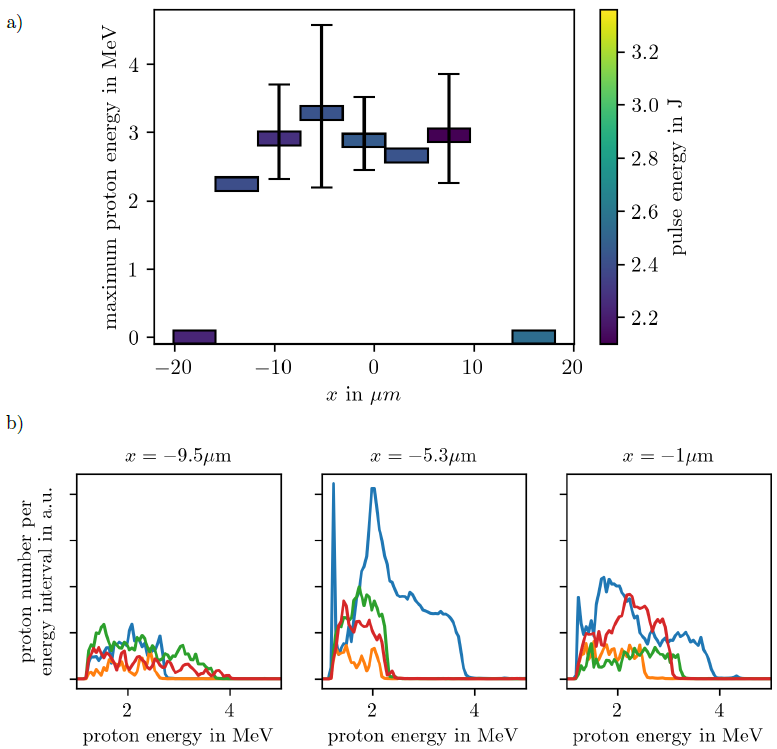 a)
maximum proton energy in MeV
4
3
2
1
0
−20
−10
0
10
20
x in μm
3.2
3.0
2.8
2.6
2.4
2.2
pulse energy in J
b)
x = −9.5μm
x = −5.3μm
x = −1μm
proton number per
energy interval in a.u.
2
4
2
4
2
4
proton energy in MeV
proton energy in MeV
proton energy in MeV